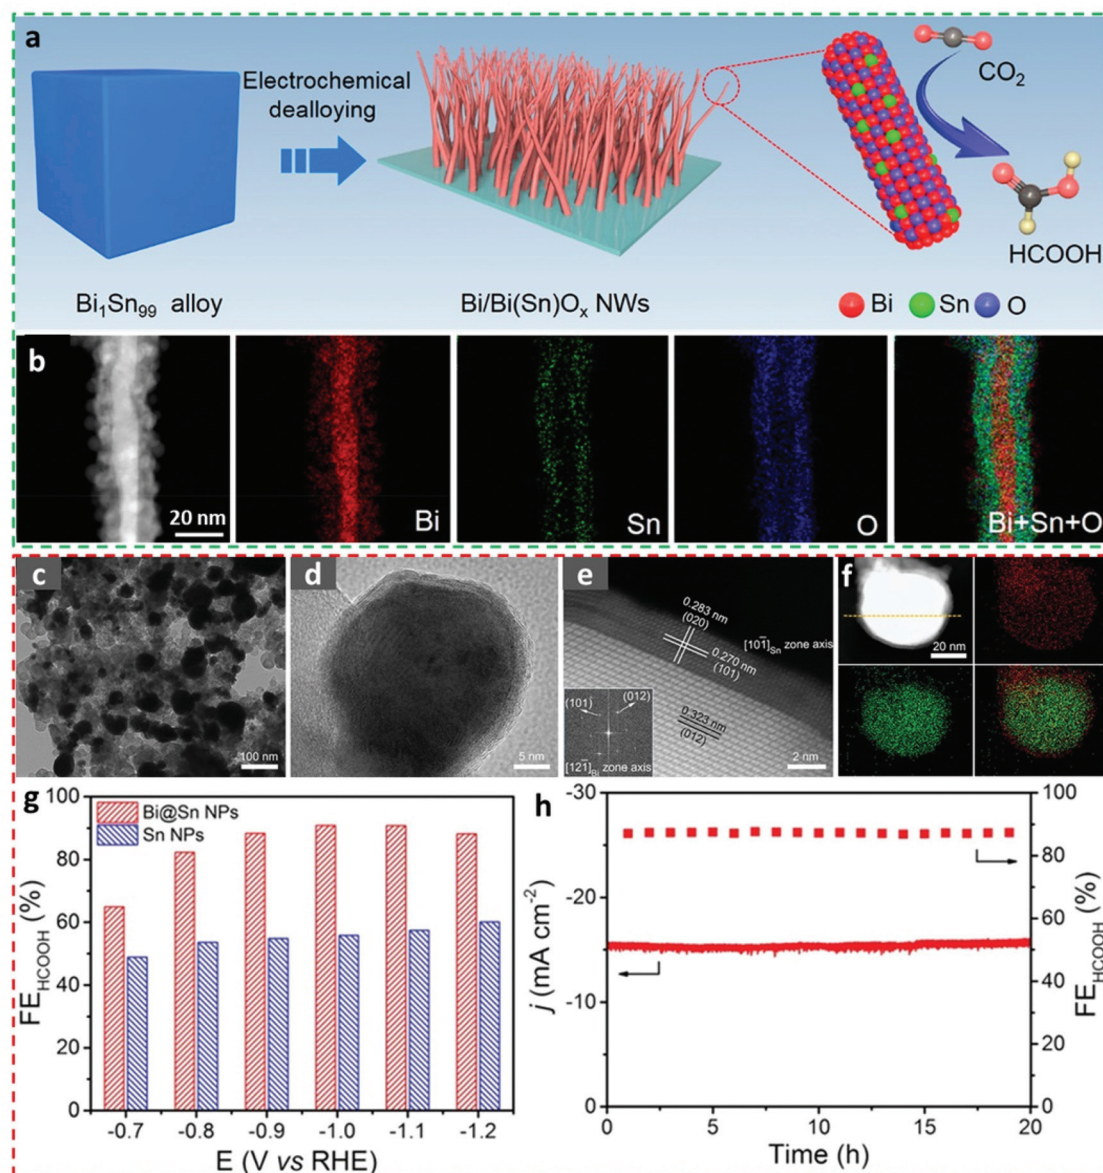 a
Electrochemical
dealloying
CO₂
HCOOH
Bi₁Sn₉₉ alloy
Bi/Bi(Sn)Oₓ NWs
Bi
Sn
O
b
20 nm
Bi
Sn
O
Bi+Sn+O
c
100 nm
d
5 nm
e
0.283 nm
(020)
[101̄]Sn zone axis
0.270 nm
(101)
(101̄)
(012)
0.323 nm
(012)
[12̄1̄]Bi zone axis
2 nm
f
20 nm
g
Bi@Sn NPs
Sn NPs
100
80
60
40
20
0
FE_HCOOH (%)
-0.7 -0.8 -0.9 -1.0 -1.1 -1.2
E (V vs RHE)
h
-30
-20
-10
0
j (mA cm⁻²)
100
80
60
40
20
0
FE_HCOOH (%)
0 5 10 15 20
Time (h)